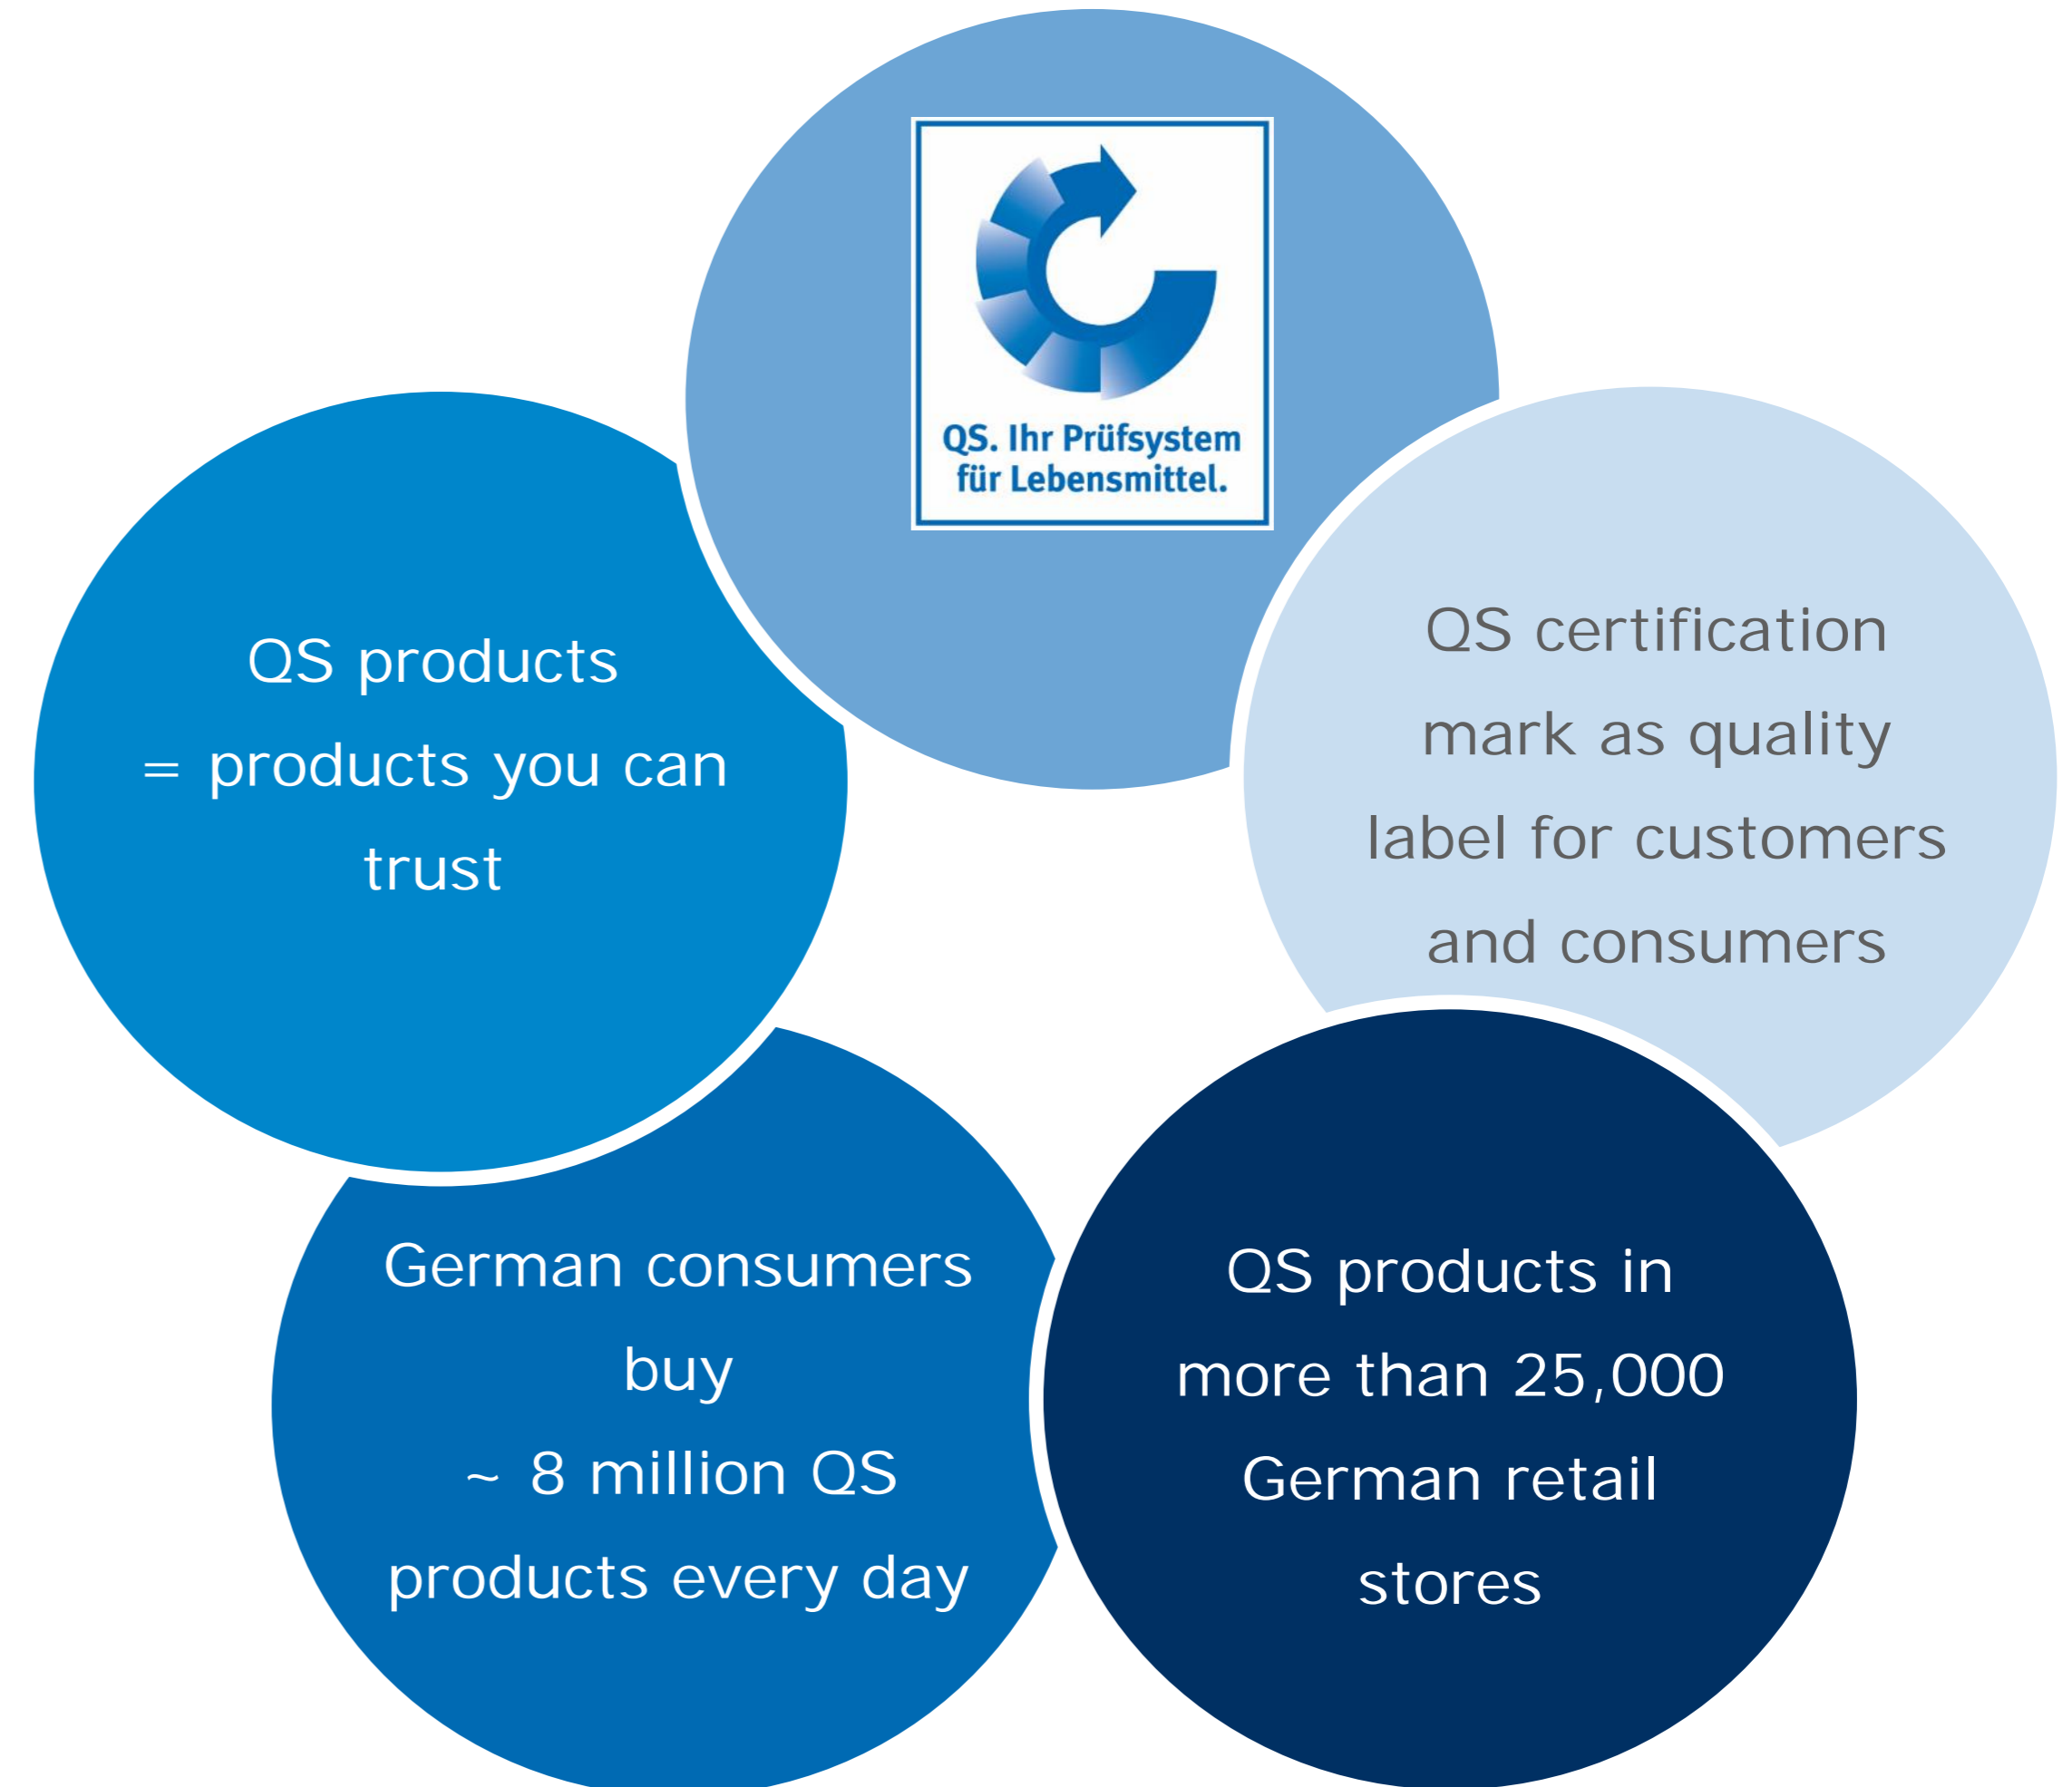 QS. Ihr Prüfsystem
für Lebensmittel.
QS products
= products you can
trust
QS certification
mark as quality
label for customers
and consumers
German consumers
buy
~ 8 million QS
products every day
QS products in
more than 25,000
German retail
stores